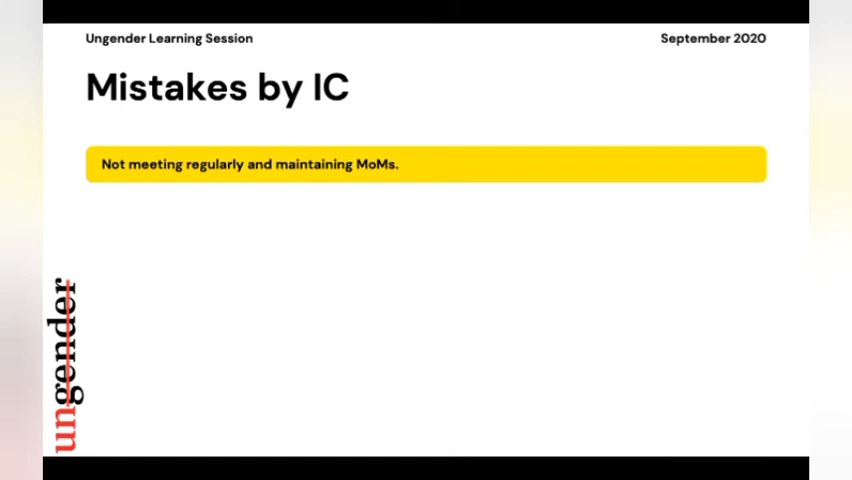 Ungender Learning Session
September 2020
Mistakes by IC
Not meeting regularly and maintaining MoMs.
ungender